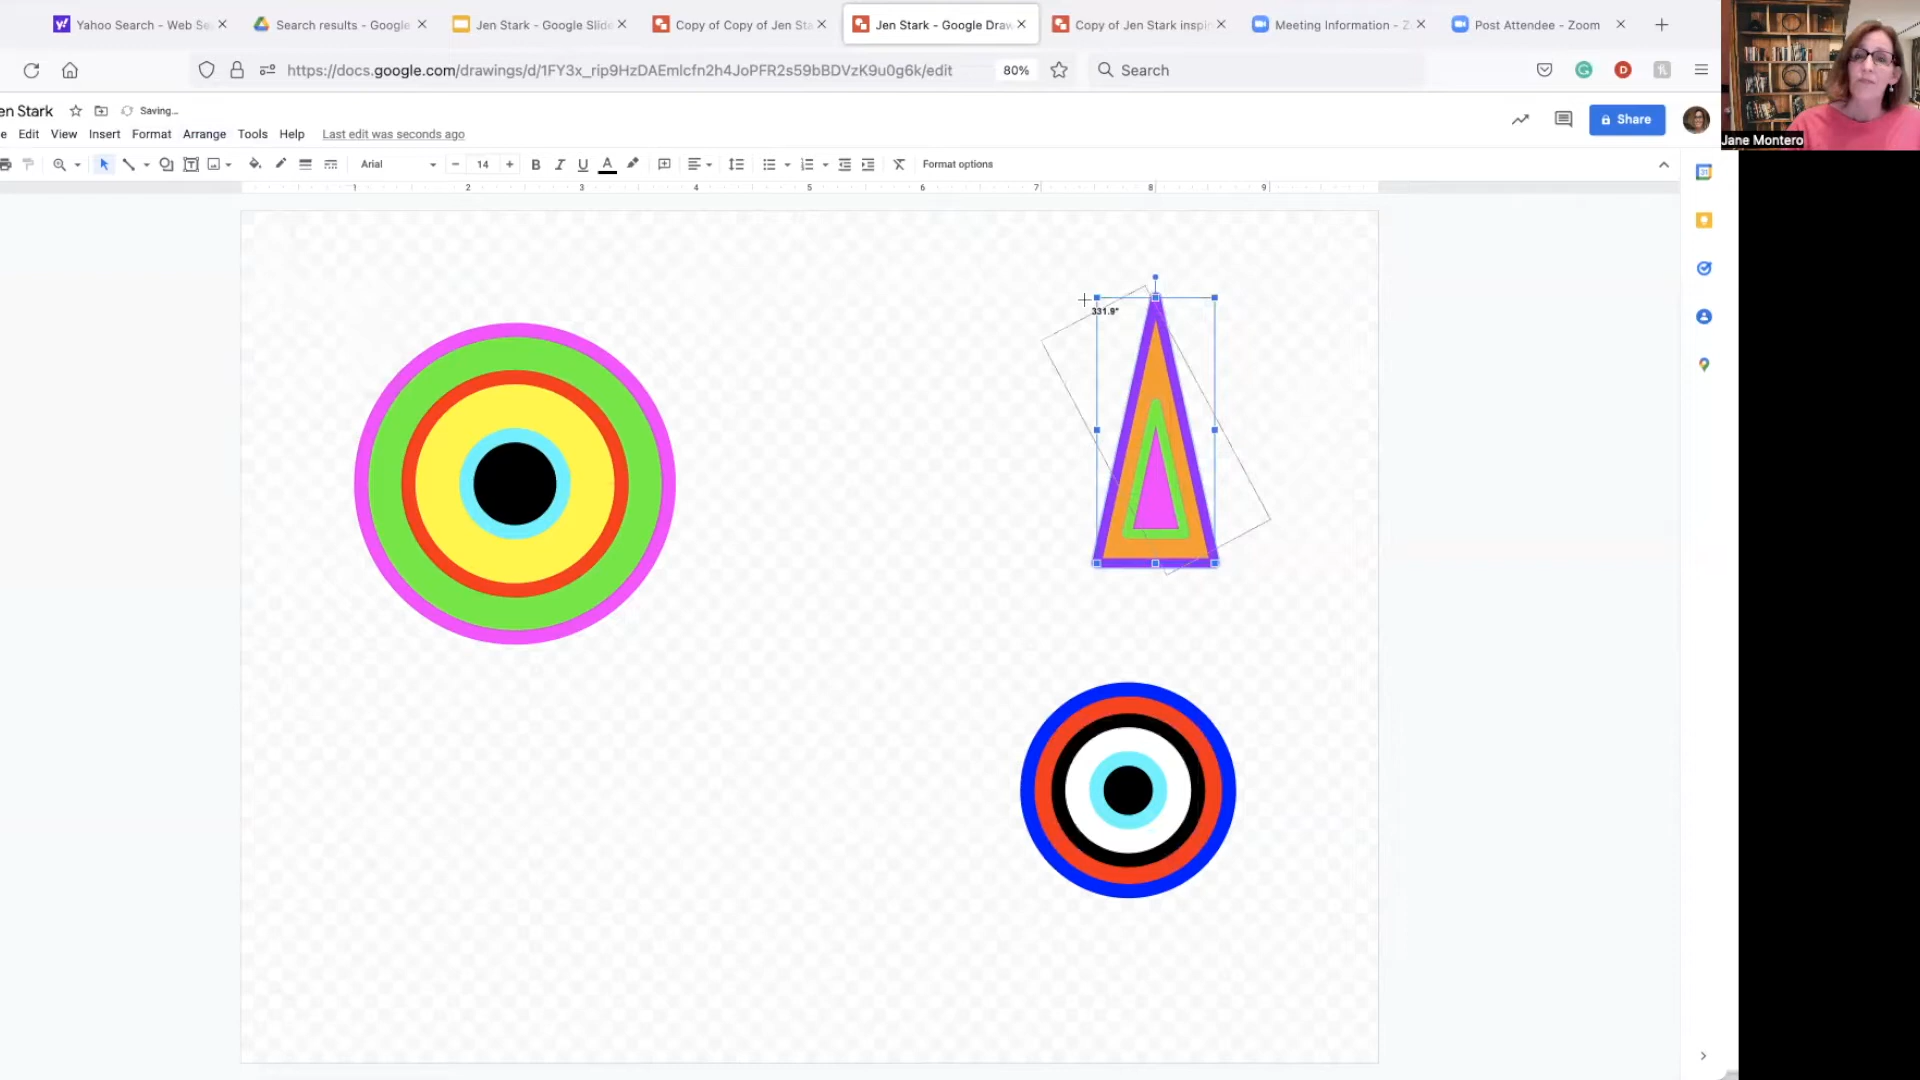 Yahoo Search - Web Se
Search results - Google
Jen Stark - Google Slide
Copy of Copy of Jen Sta
Jen Stark - Google Draw
Copy of Jen Stark inspir
Meeting Information - Z
Post Attendee - Zoom
https://docs.google.com/drawings/d/1FY3x_rip9HzDAEmlcfn2h4JoPFR2s59bBDVzK9u0g6k/edit
80%
Search
en Stark
Saving...
e Edit View Insert Format Arrange Tools Help Last edit was seconds ago
Share
Jane Montero
Arial
14
B I U A
Format options
1 2 3 4 5 6 7 8 9
331.9°